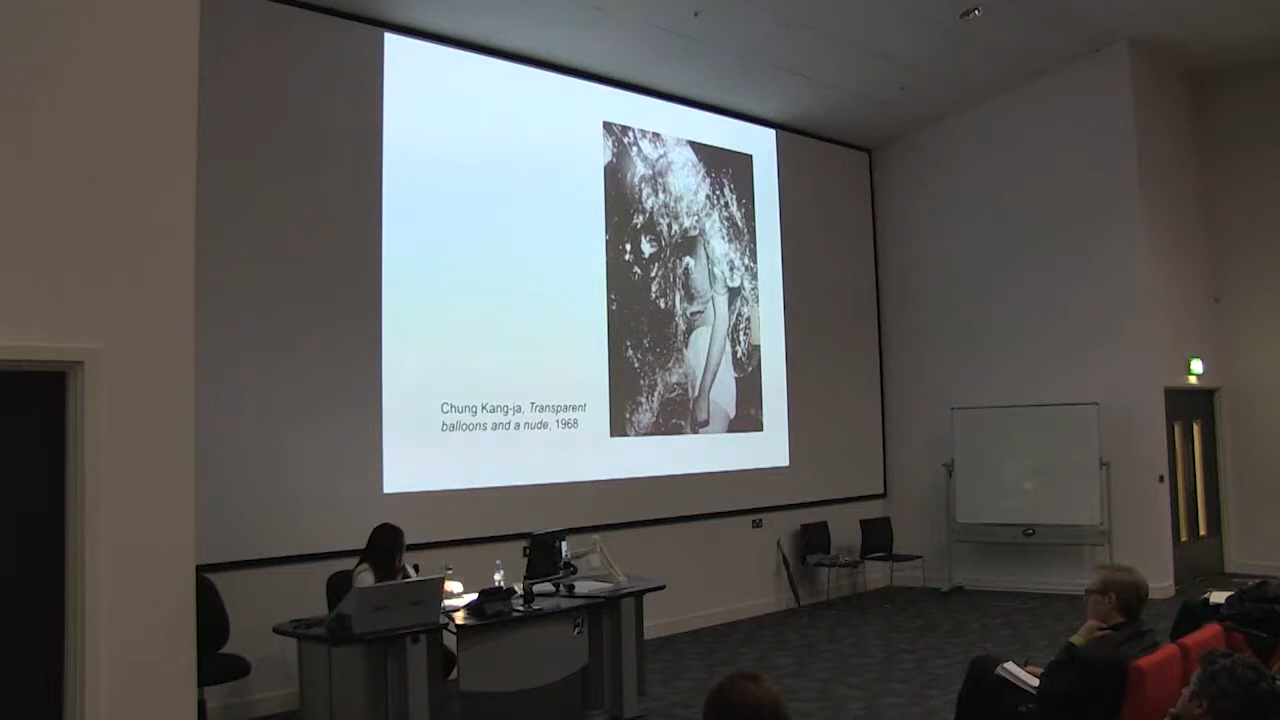 Chung Kang-ja, Transparent
balloons and a nude, 1968